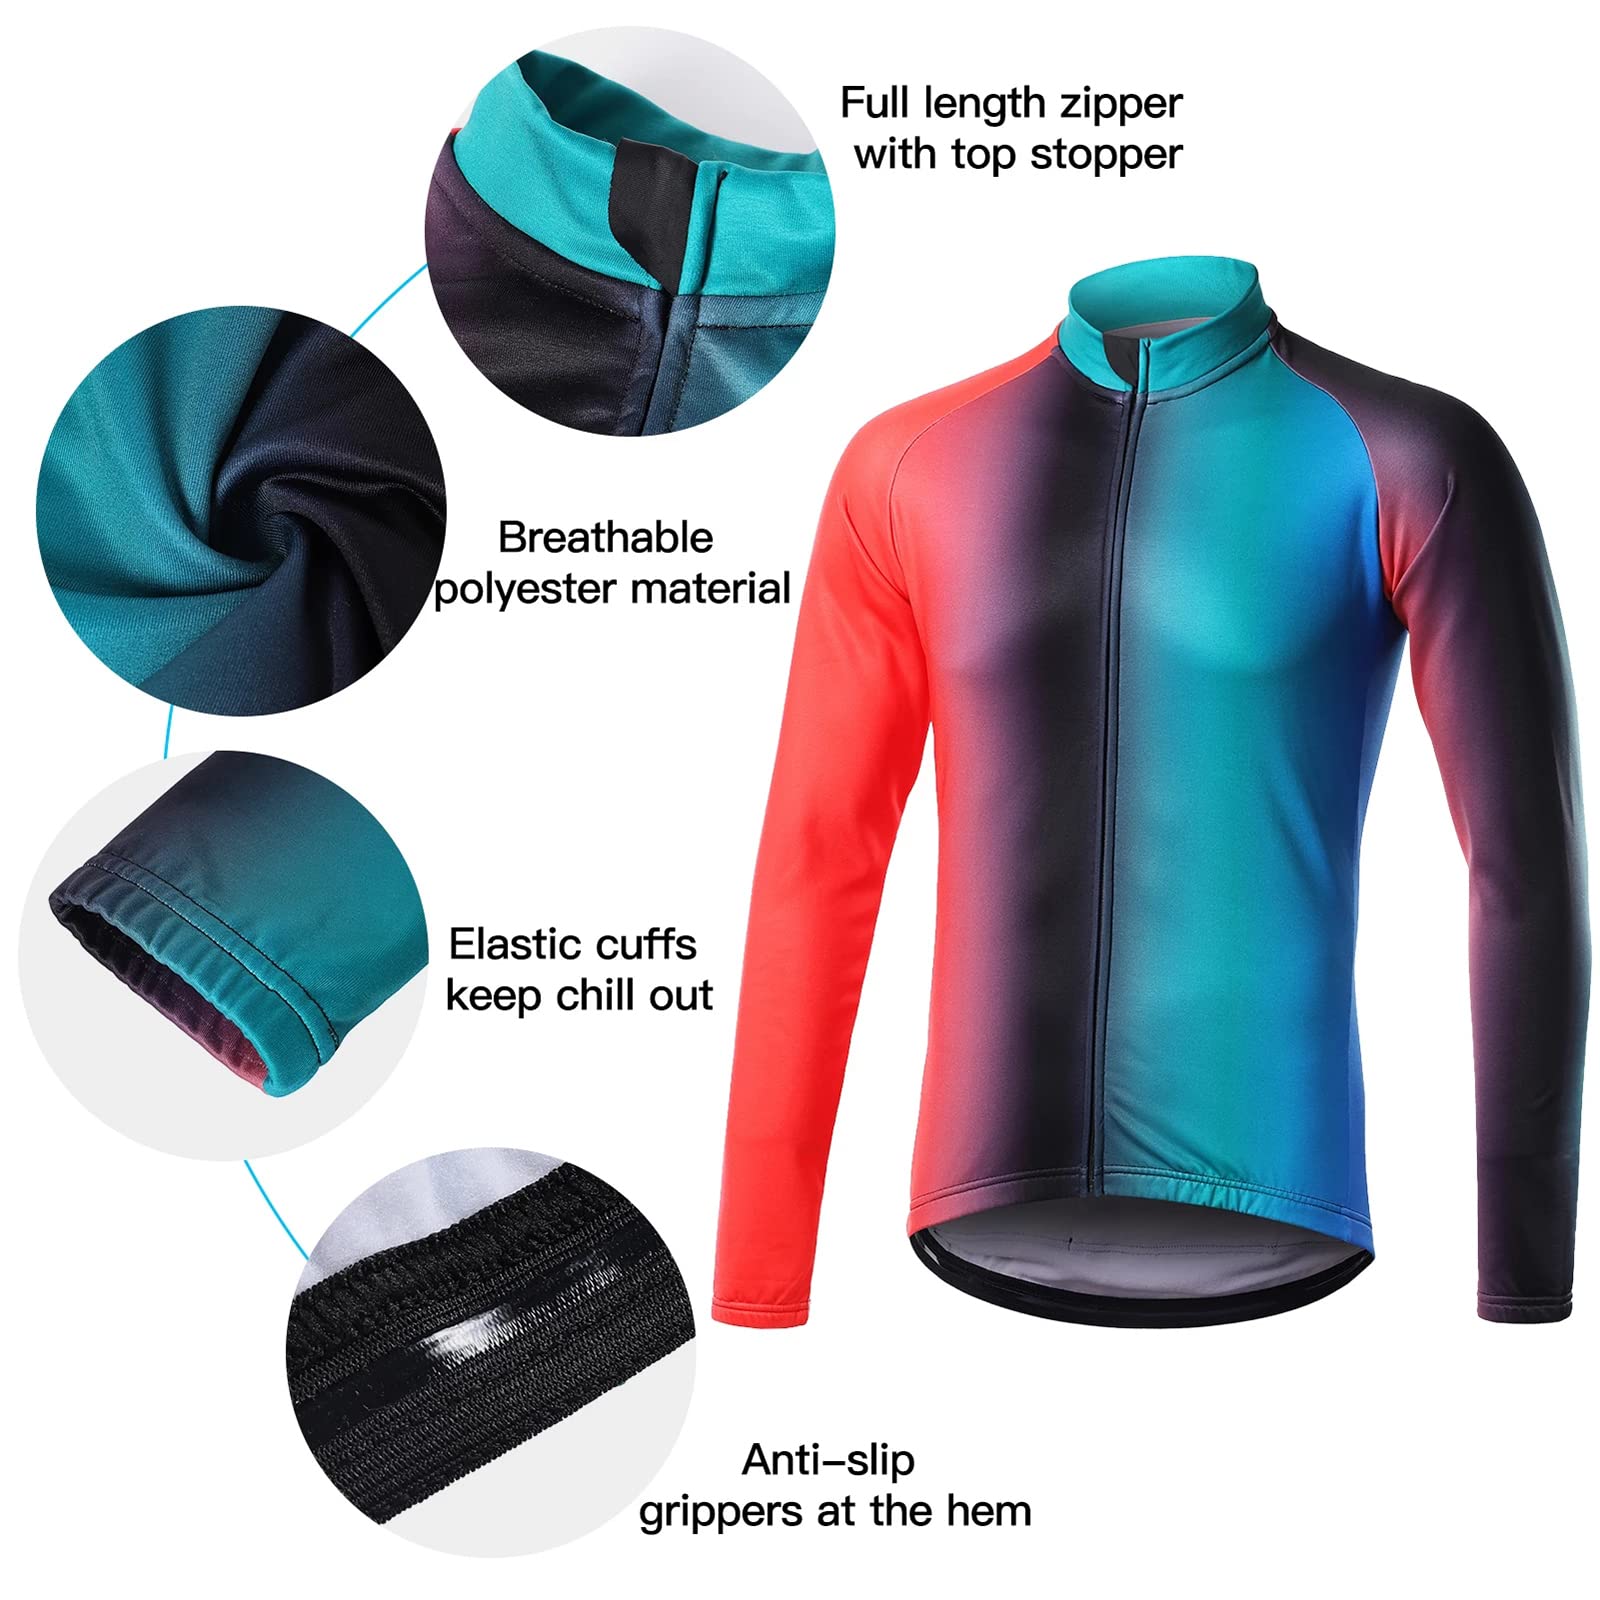 Full length zipper
with top stopper
Breathable
polyester material
Elastic cuffs
keep chill out
Anti-slip
grippers at the hem